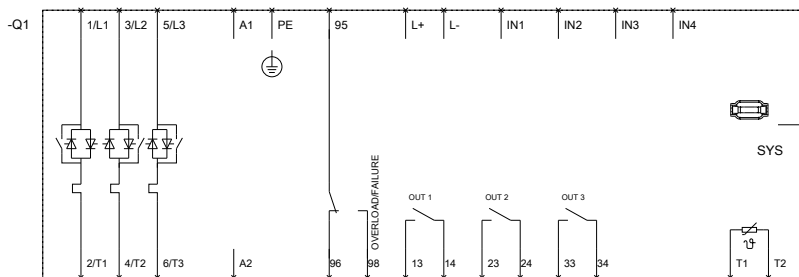 -Q1
1/L1 3/L2 5/L3 A1 PE 95 L+ L- IN1 IN2 IN3 IN4
SYS
OVERLOAD/FAILURE
OUT 1 OUT 2 OUT 3
ϑ
2/T1 4/T2 6/T3 A2 96 98 13 14 23 24 33 34 T1 T2